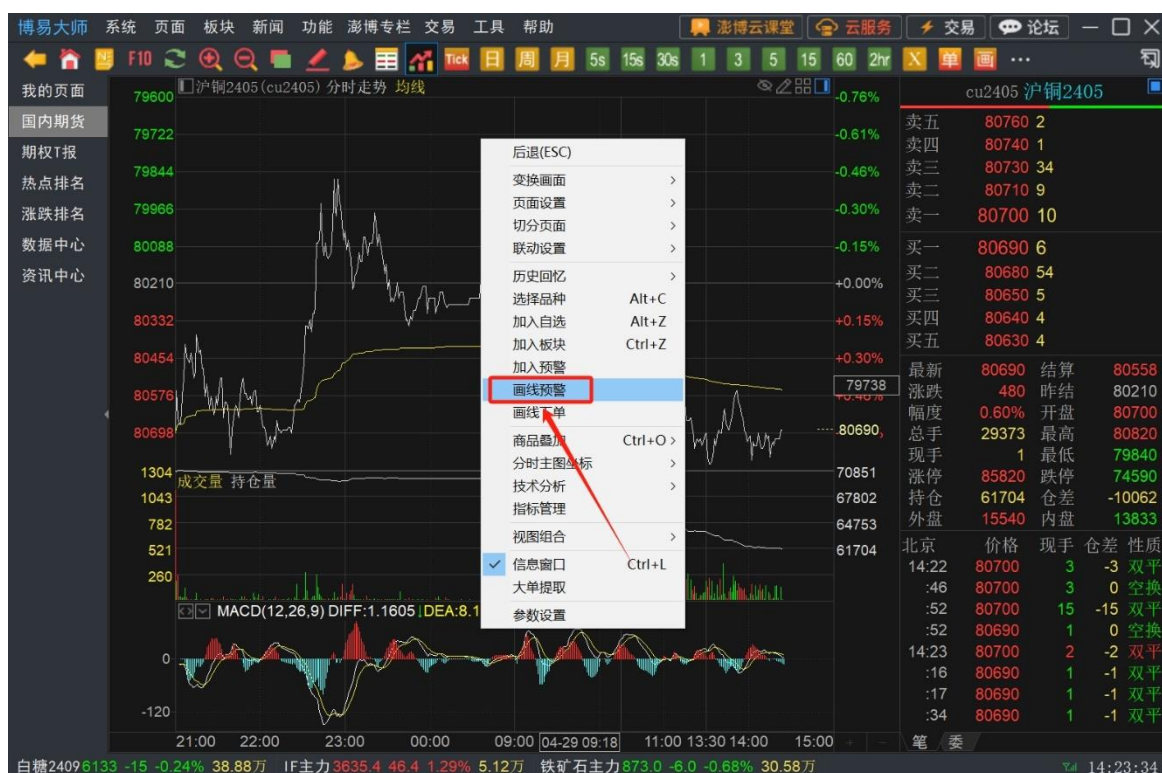 博易大师 系统 页面 板块 新闻 功能 澎博专栏 交易 工具 帮助 澎博云课堂 云服务 交易 论坛
F10 Tick 日 周 月 5s 15s 30s 1 3 5 15 60 2hr X 单 画
我的页面
国内期货
期权T报
热点排名
涨跌排名
数据中心
资讯中心
沪铜2405(cu2405) 分时走势 均线
79600 -0.76%
79722 -0.61%
79844 -0.46%
79966 -0.30%
80088 -0.15%
80210 +0.00%
80332 +0.15%
80454 +0.30%
79738
80576
80698 80690
1304 成交量 持仓量 70851
1043 67802
782 64753
521 61704
260
MACD(12,26,9) DIFF:1.1605 DEA:8.1
0
-120
21:00 22:00 23:00 00:00 09:00 04-29 09:18 11:00 13:30 14:00 15:00
后退(ESC)
变换画面
页面设置
切分页面
联动设置
历史回忆
选择品种 Alt+C
加入自选 Alt+Z
加入板块 Ctrl+Z
加入预警
画线预警
画线下单
商品叠加 Ctrl+O
分时主图坐标
技术分析
指标管理
视图组合
信息窗口 Ctrl+L
大单提取
参数设置
cu2405 沪铜2405
卖五 80760 2
卖四 80740 1
卖三 80730 34
卖二 80710 9
卖一 80700 10
买一 80690 6
买二 80680 54
买三 80650 5
买四 80640 4
买五 80630 4
最新 80690 结算 80558
涨跌 480 昨结 80210
幅度 0.60% 开盘 80700
总手 29373 最高 80820
现手 1 最低 79840
涨停 85820 跌停 74590
持仓 61704 仓差 -10062
外盘 15540 内盘 13833
北京 价格 现手 仓差 性质
14:22 80700 3 -3 双平
:46 80700 3 0 空换
:52 80700 15 -15 双平
:52 80690 1 0 空换
14:23 80700 2 -2 双平
:16 80690 1 -1 双平
:17 80690 1 -1 双平
:34 80690 1 -1 双平
笔 委
白糖2409 6133 -15 -0.24% 38.88万 IF主力 3635.4 46.4 1.29% 5.12万 铁矿石主力 873.0 -6.0 -0.68% 30.58万 14:23:34